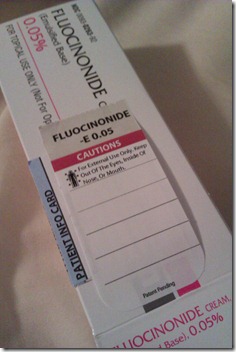 FLUOCINONIDE
(Emulsified Base)
0.05%
FOR TOPICAL USE ONLY (Not For
FLUOCINONIDE
-E 0.05
CAUTIONS
For External Use Only. Keep
Out Of The Eyes, Inside Of
Nose, Or Mouth.
PATIENT INFO CARD
Patent Pending
FLUOCINONIDE CREAM,
Base), 0.05%